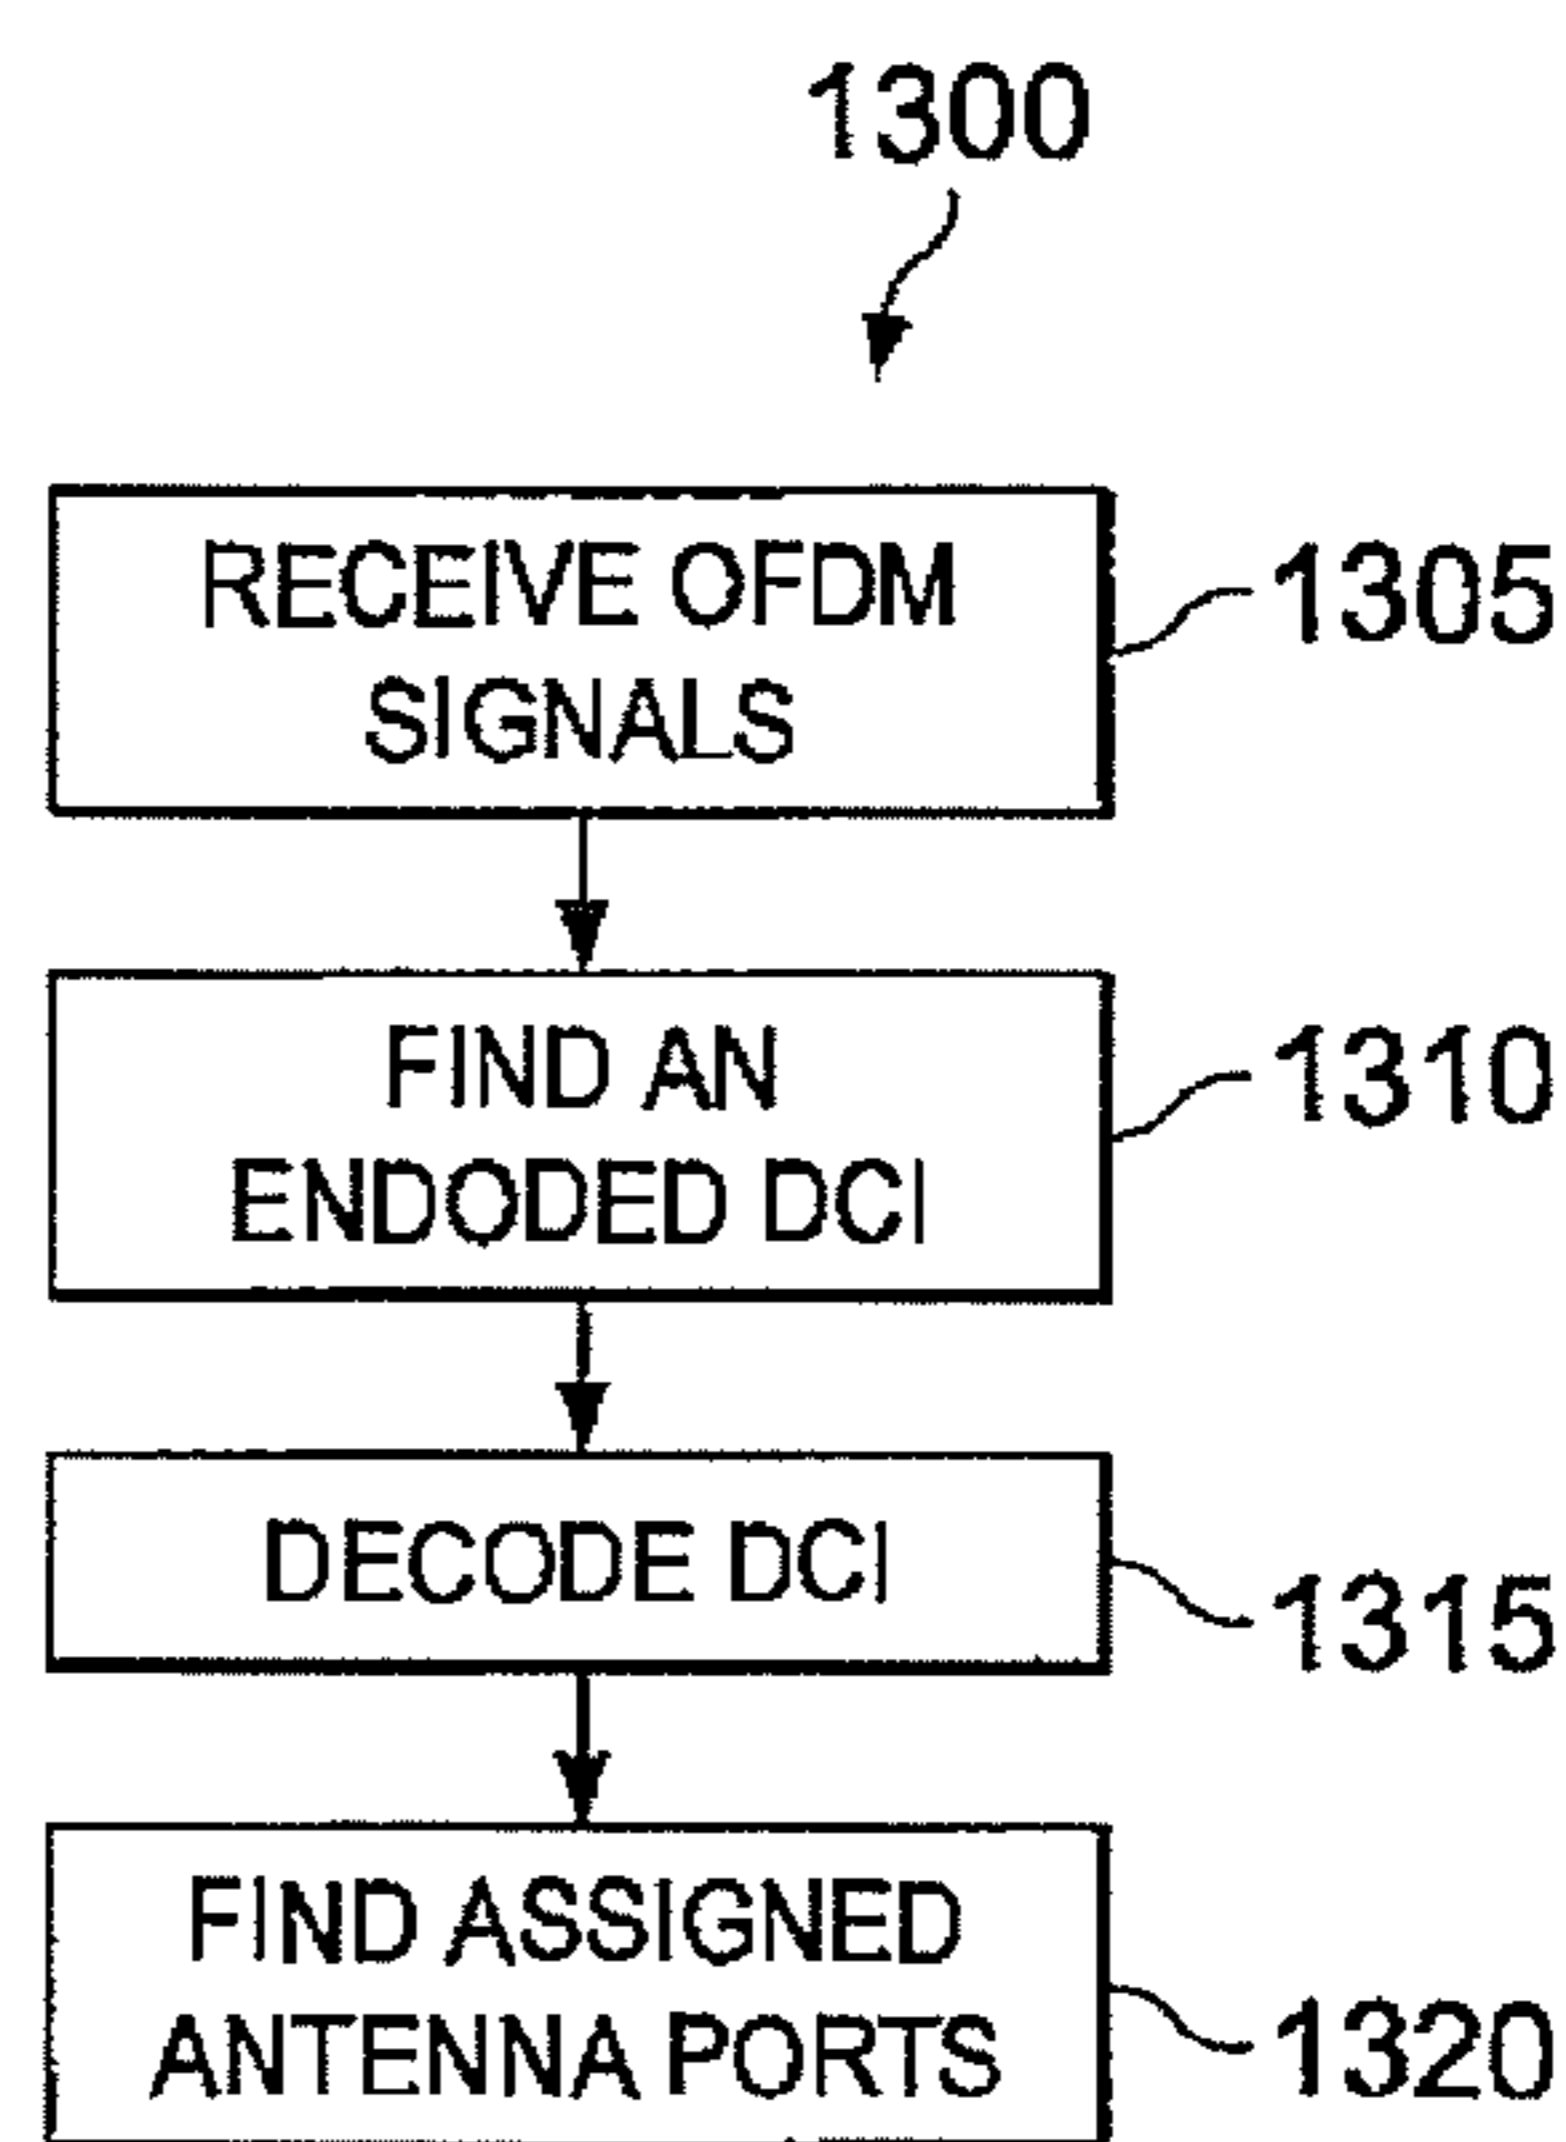 1300
RECEIVE OFDM
SIGNALS
1305
FIND AN
ENDODED DCI
1310
DECODE DCI
1315
FIND ASSIGNED
ANTENNA PORTS
1320